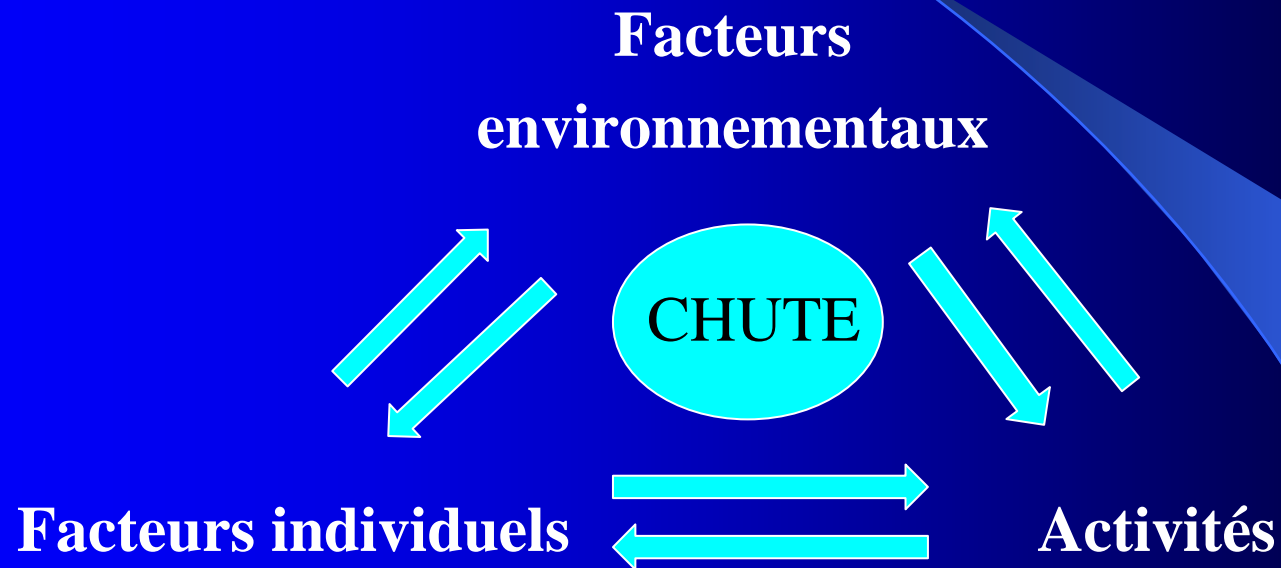 Facteurs
environnementaux
CHUTE
Facteurs individuels
Activités